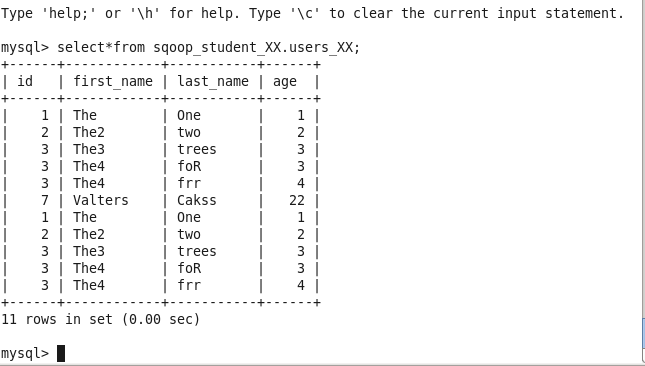 Type 'help;' or '\h' for help. Type '\c' to clear the current input statement.
mysql> select*from sqoop_student_XX.users_XX;
+------+------------+-----------+------+
| id   | first_name | last_name | age  |
+------+------------+-----------+------+
|    1 | The        | One       |    1 |
|    2 | The2       | two       |    2 |
|    3 | The3       | trees     |    3 |
|    3 | The4       | foR       |    3 |
|    3 | The4       | frr       |    4 |
|    7 | Valters    | Cakss     |   22 |
|    1 | The        | One       |    1 |
|    2 | The2       | two       |    2 |
|    3 | The3       | trees     |    3 |
|    3 | The4       | foR       |    3 |
|    3 | The4       | frr       |    4 |
+------+------------+-----------+------+
11 rows in set (0.00 sec)
mysql>